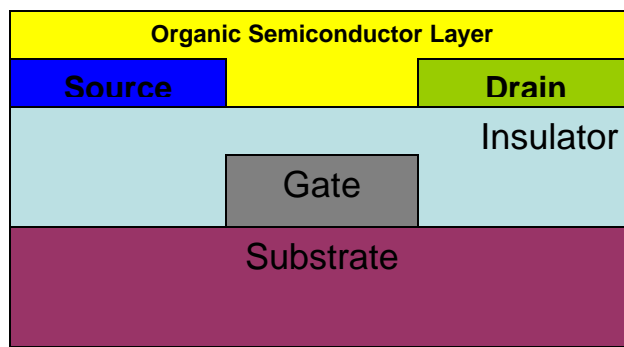 Organic Semiconductor Layer
Source
Drain
Insulator
Gate
Substrate